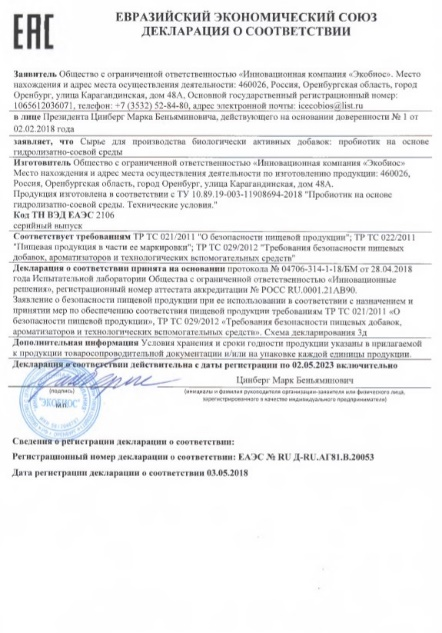 ЕАС
ЕВРАЗИЙСКИЙ ЭКОНОМИЧЕСКИЙ СОЮЗ
ДЕКЛАРАЦИЯ О СООТВЕТСТВИИ
Заявитель Общество с ограниченной ответственностью «Инновационная компания «Экобиос». Место
нахождения и адрес места осуществления деятельности: 460026, Россия, Оренбургская область, город
Оренбург, улица Карагандинская, дом 48А, Основной государственный регистрационный номер:
1065612036071, телефон: +7 (3532) 52-84-80, адрес электронной почты: icecobios@list.ru
в лице Президента Цинберг Марка Беньяминовича, действующего на основании доверенности № 1 от
02.02.2018 года
заявляет, что Сырье для производства биологически активных добавок: пробиотик на основе
гидролизатно-соевой среды
Изготовитель Общество с ограниченной ответственностью «Инновационная компания «Экобиос»
Место нахождения и адрес места осуществления деятельности по изготовлению продукции: 460026,
Россия, Оренбургская область, город Оренбург, улица Карагандинская, дом 48А.
Продукция изготовлена в соответствии с ТУ 10.89.19-003-11908694-2018 "Пробиотик на основе
гидролизатно-соевой среды. Технические условия."
Код ТН ВЭД ЕАЭС 2106
серийный выпуск
Соответствует требованиям ТР ТС 021/2011 "О безопасности пищевой продукции"; ТР ТС 022/2011
"Пищевая продукция в части ее маркировки"; ТР ТС 029/2012 "Требования безопасности пищевых
добавок, ароматизаторов и технологических вспомогательных средств"
Декларация о соответствии принята на основании протокола № 04706-314-1-18/БМ от 28.04.2018
года Испытательной лаборатории Общества с ограниченной ответственностью «Инновационные
решения», регистрационный номер аттестата аккредитации № РОСС RU.0001.21АВ90.
Заявление о безопасности пищевой продукции при ее использовании в соответствии с назначением и
принятии мер по обеспечению соответствия пищевой продукции требованиям ТР ТС 021/2011 «О
безопасности пищевой продукции», ТР ТС 029/2012 «Требования безопасности пищевых добавок,
ароматизаторов и технологических вспомогательных средств». Схема декларирования 3д
Дополнительная информация Условия хранения и сроки годности продукции указаны в прилагаемой
к продукции товаросопроводительной документации и/или на упаковке каждой единицы продукции.
Декларация о соответствии действительна с даты регистрации по 02.05.2023 включительно
Цинберг Марк Беньяминович
(подпись)
(инициалы и фамилия руководителя организации-заявителя или физического лица,
зарегистрированного в качестве индивидуального предпринимателя)
"ЭКОБИОС"
М.П.
Сведения о регистрации декларации о соответствии:
Регистрационный номер декларации о соответствии: ЕАЭС № RU Д-RU.АГ81.В.20053
Дата регистрации декларации о соответствии 03.05.2018